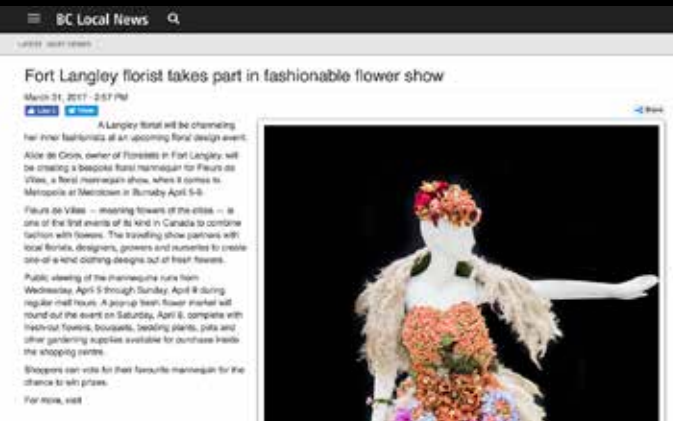 BC Local News
Fort Langley florist takes part in fashionable flower show
March 31, 2017 - 2:57 PM
Share
A Langley florist will be channeling
her inner fashionista at an upcoming floral design event.
Alice de Croix, owner of Floralista in Fort Langley, will
be creating a bespoke floral mannequin for Fleurs de
Villes, a floral mannequin show, when it comes to
Metropolis at Metrotown in Burnaby April 5-9.
Fleurs de Villes — meaning flowers of the cities — is
one of the first events of its kind in Canada to combine
fashion with flowers. The travelling show partners with
local florists, designers, growers and nurseries to create
one-of-a-kind clothing designs out of fresh flowers.
Public viewing of the mannequins runs from
Wednesday, April 5 through Sunday, April 9 during
regular mall hours. A pop-up fresh flower market will
round out the event on Saturday, April 8, complete with
fresh-cut flowers, bouquets, bedding plants, pots and
other gardening supplies available for purchase inside
the shopping centre.
Shoppers can vote for their favourite mannequin for the
chance to win prizes.
For more, visit